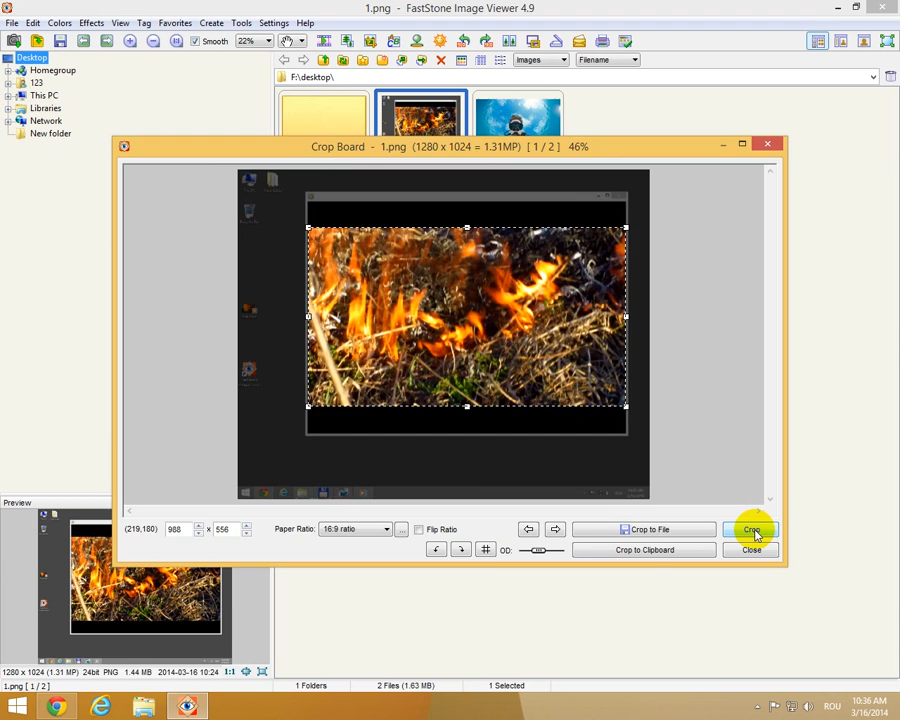 1.png - FastStone Image Viewer 4.9
File Edit View Tag Favorites Create Tools Settings Help
Colors Effects
Smooth 22%
Images Filename
F:\desktop\
Desktop
Homegroup
123
This PC
Libraries
Network
New folder
Crop Board - 1.png (1280 x 1024 = 1.31MP) [ 1 / 2 ] 46%
(219,180) 988 x 556 Paper Ratio: 16:9 ratio ... Flip Ratio Crop to File Crop
OD: Crop to Clipboard Close
Preview
1280 x 1024 (1.31 MP) 24bit PNG 1.44 MB 2014-03-16 10:24 1:1
1.png [ 1 / 2 ] 1 Folders 2 Files (1.63 MB) 1 Selected
ROU 10:36 AM
3/16/2014